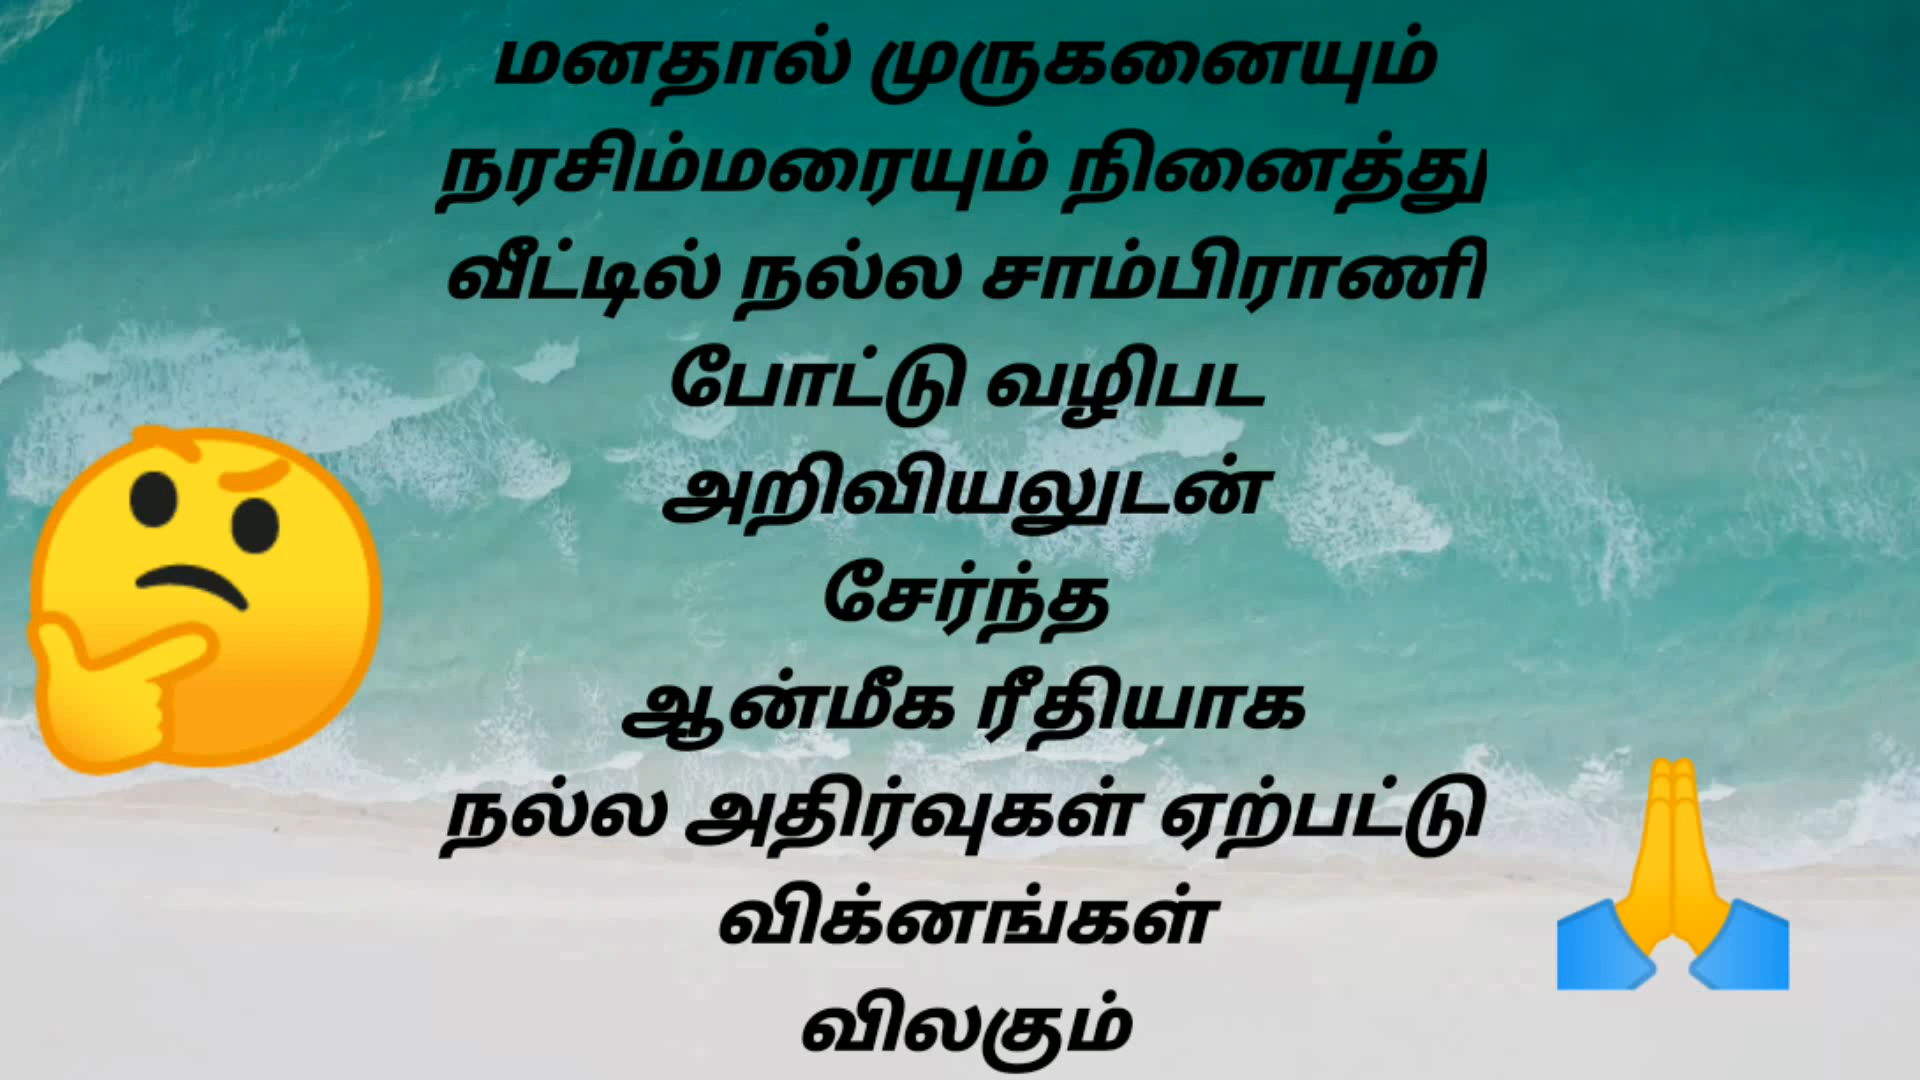 மனதால் முருகனையும்
நரசிம்மரையும் நினைத்து
வீட்டில் நல்ல சாம்பிராணி
போட்டு வழிபட
அறிவியலுடன்
சேர்ந்த
ஆன்மீக ரீதியாக
நல்ல அதிர்வுகள் ஏற்பட்டு
விக்னங்கள்
விலகும்